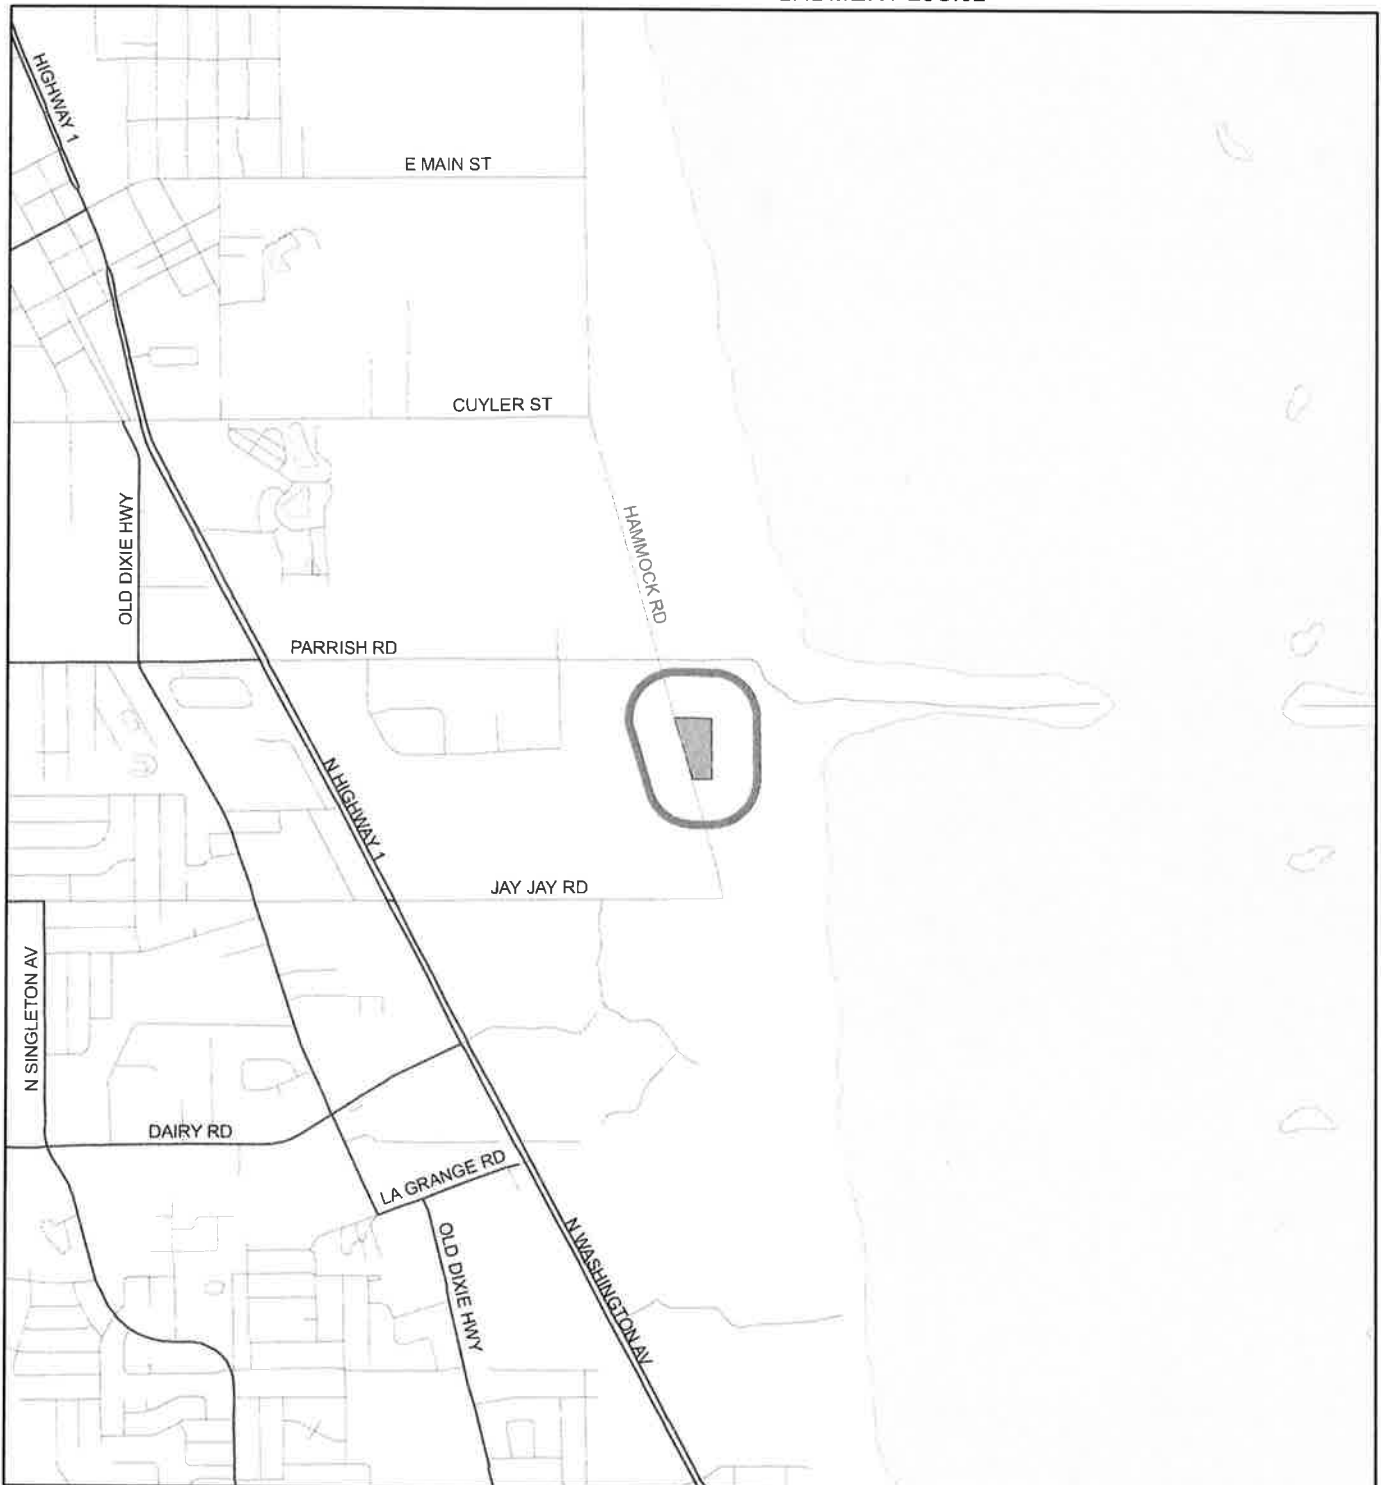 HIGHWAY 1
E MAIN ST
CUYLER ST
OLD DIXIE HWY
HAMMOCK RD
PARRISH RD
N HIGHWAY 1
JAY JAY RD
N SINGLETON AV
DAIRY RD
LA GRANGE RD
OLD DIXIE HWY
N WASHINGTON AV